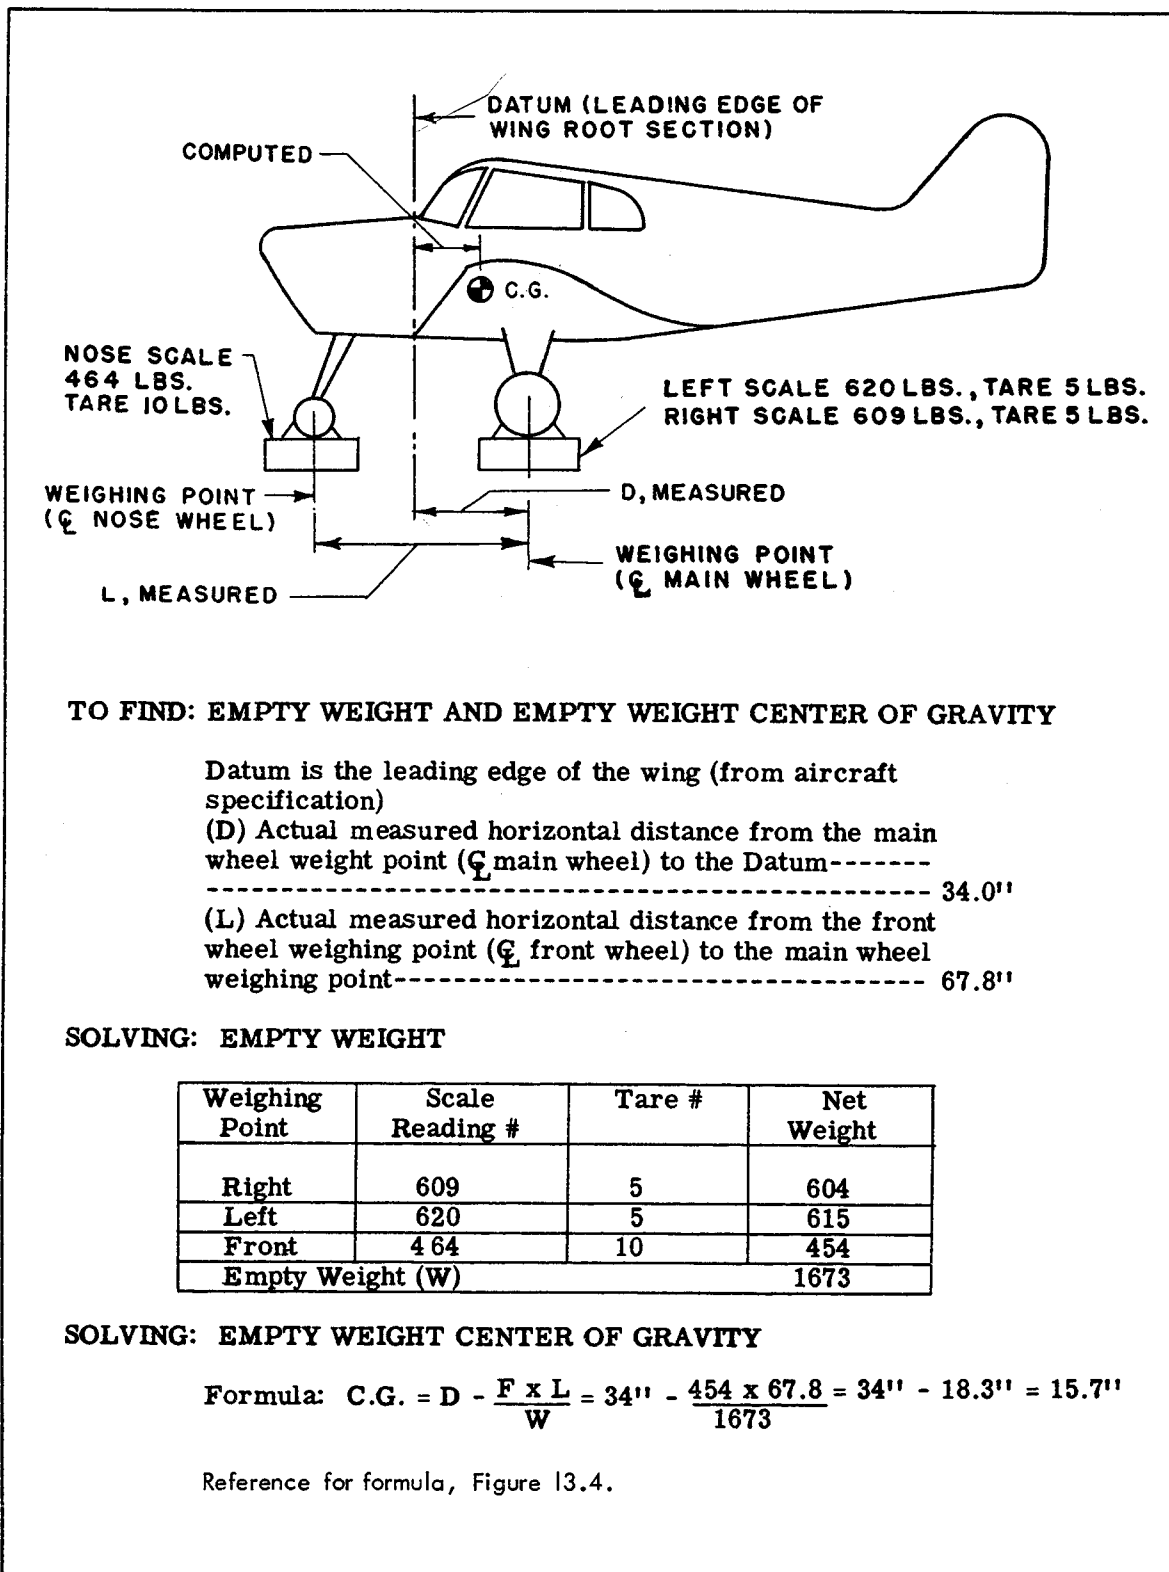 DATUM (LEADING EDGE OF
WING ROOT SECTION)
COMPUTED
C.G.
NOSE SCALE
464 LBS.
TARE 10 LBS.
LEFT SCALE 620 LBS., TARE 5 LBS.
RIGHT SCALE 609 LBS., TARE 5 LBS.
WEIGHING POINT
(℄ NOSE WHEEL)
D, MEASURED
WEIGHING POINT
(℄ MAIN WHEEL)
L, MEASURED
TO FIND: EMPTY WEIGHT AND EMPTY WEIGHT CENTER OF GRAVITY
Datum is the leading edge of the wing (from aircraft
specification)
(D) Actual measured horizontal distance from the main
wheel weight point (℄ main wheel) to the Datum-------
------------------------------------------------- 34.0"
(L) Actual measured horizontal distance from the front
wheel weighing point (℄ front wheel) to the main wheel
weighing point------------------------------------ 67.8"
SOLVING: EMPTY WEIGHT
Weighing Point Scale Reading # Tare # Net Weight
Right 609 5 604
Left 620 5 615
Front 464 10 454
Empty Weight (W) 1673
SOLVING: EMPTY WEIGHT CENTER OF GRAVITY
Formula: C.G. = D - F x L / W = 34" - 454 x 67.8 / 1673 = 34" - 18.3" = 15.7"
Reference for formula, Figure 13.4.